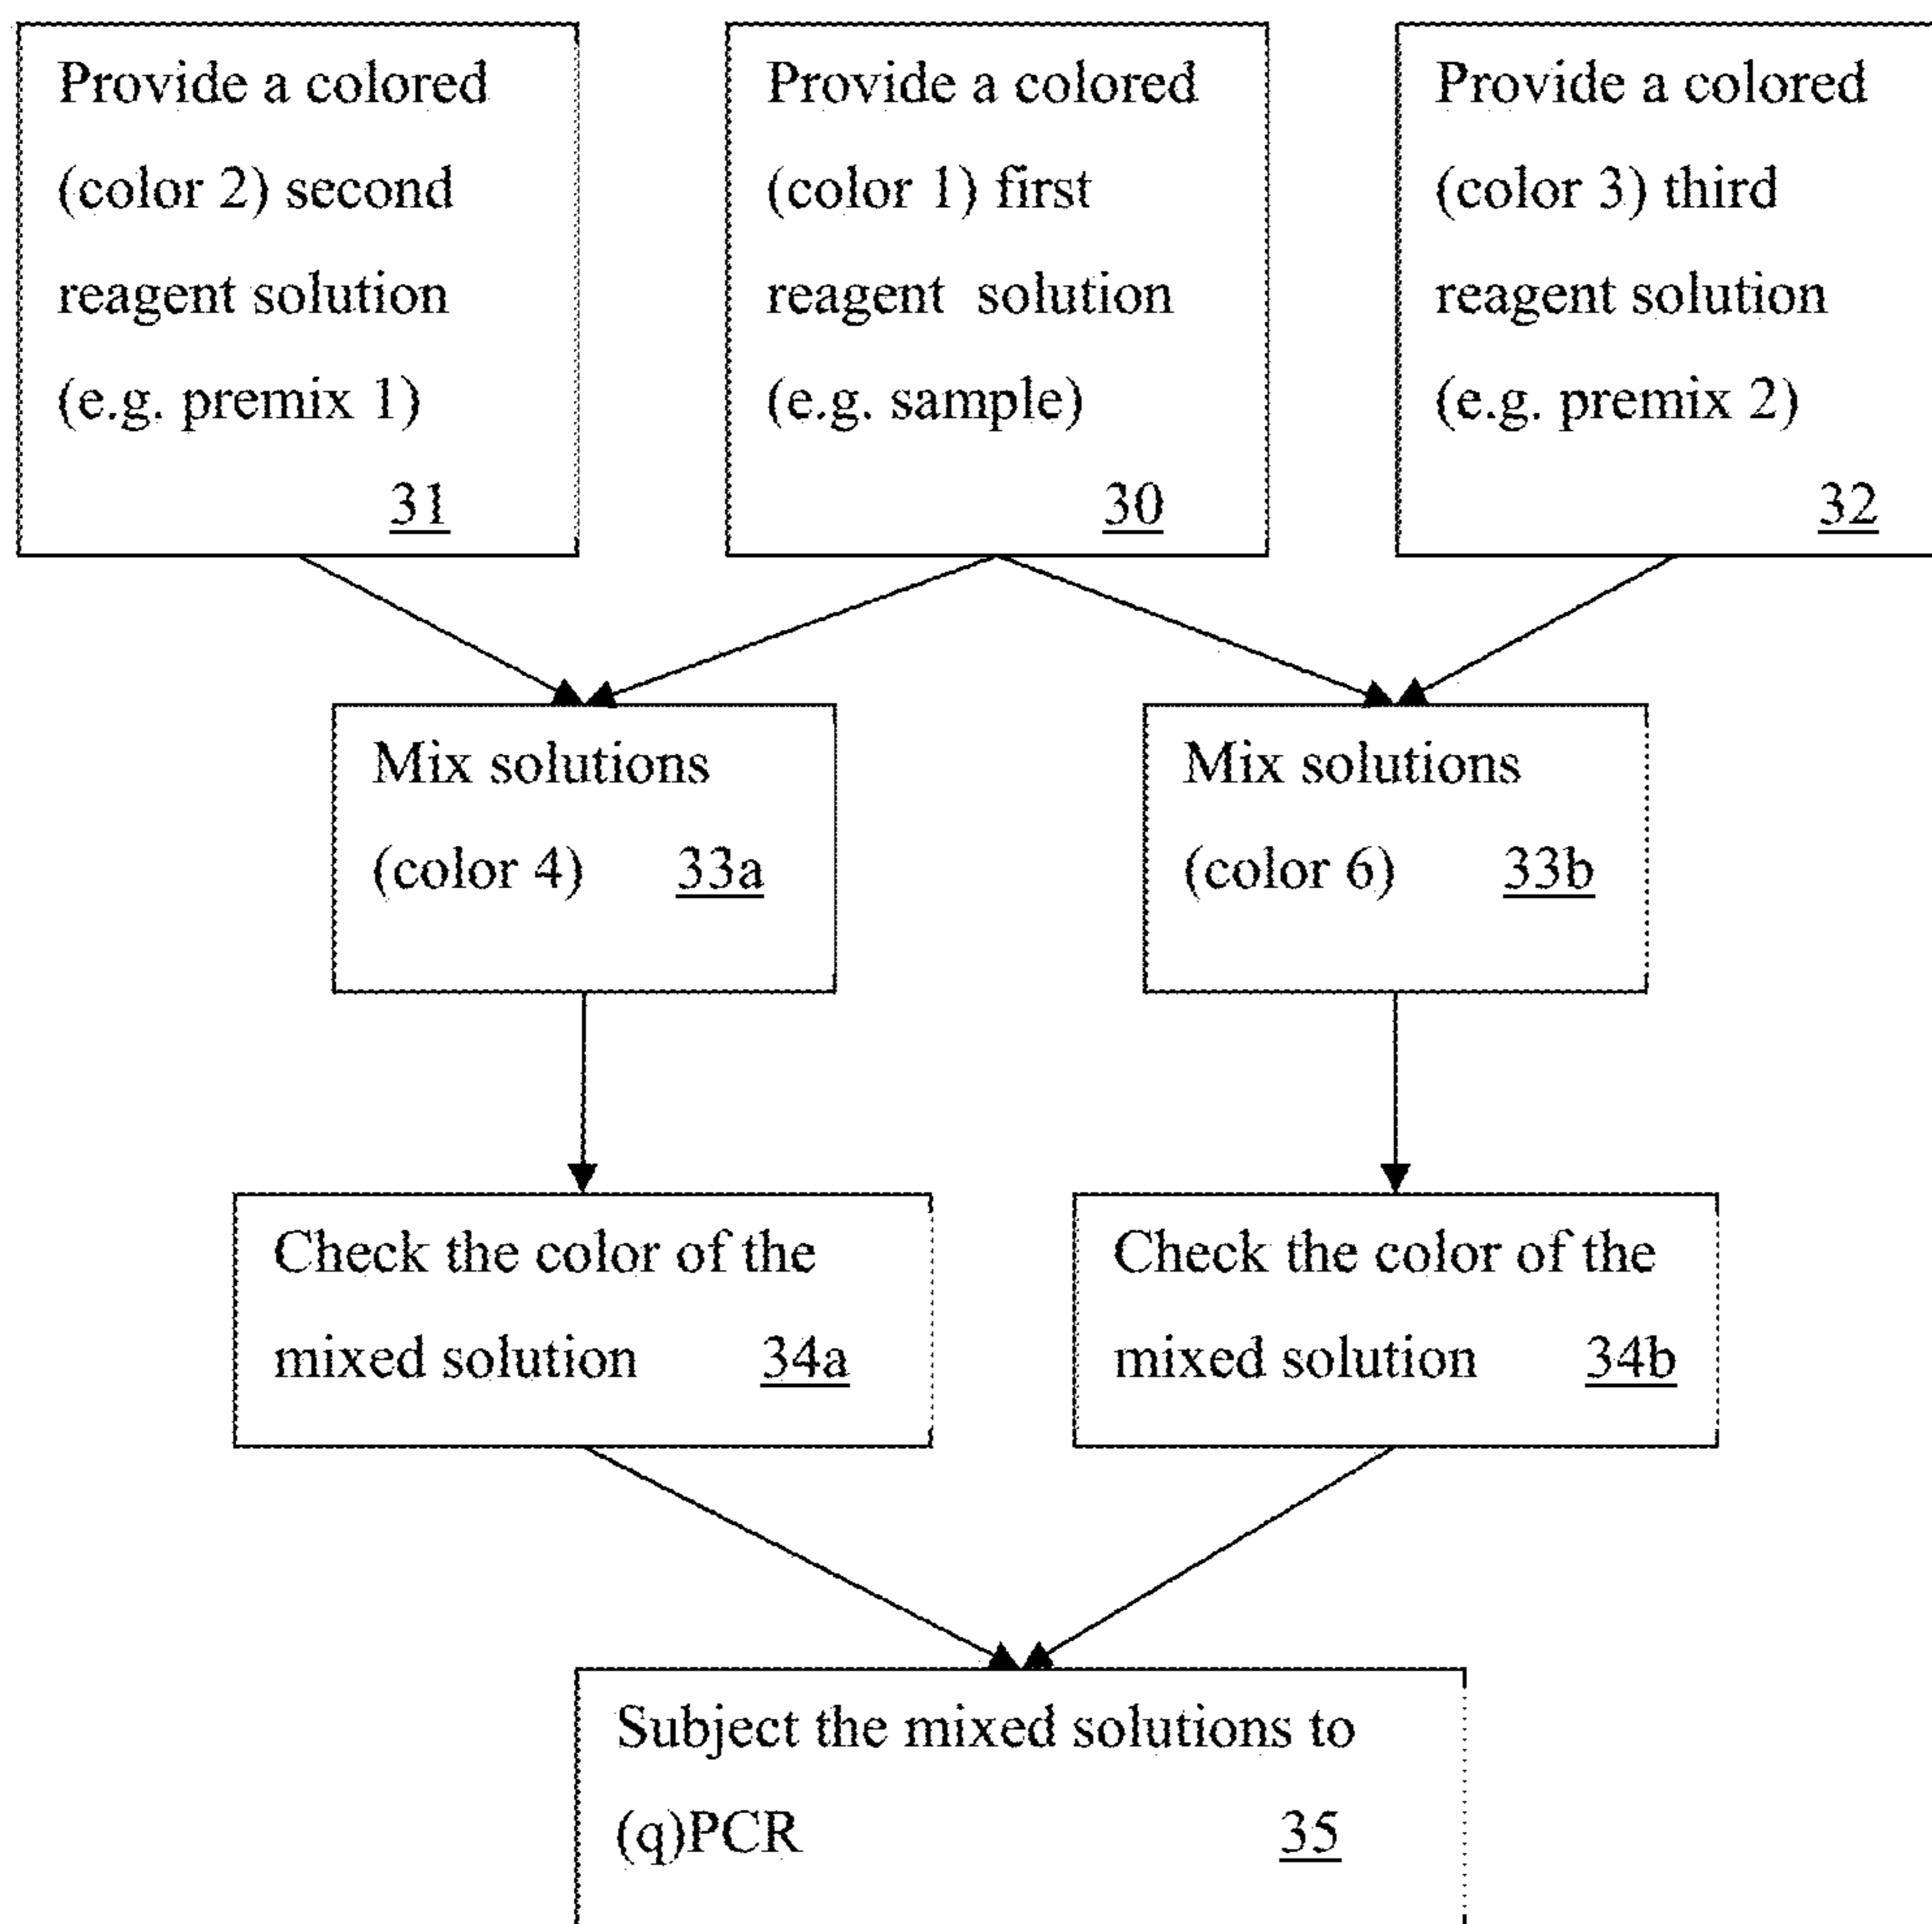 Provide a colored
(color 2) second
reagent solution
(e.g. premix 1)
31
Provide a colored
(color 1) first
reagent solution
(e.g. sample)
30
Provide a colored
(color 3) third
reagent solution
(e.g. premix 2)
32
Mix solutions
(color 4) 33a
Mix solutions
(color 6) 33b
Check the color of the
mixed solution 34a
Check the color of the
mixed solution 34b
Subject the mixed solutions to
(q)PCR 35